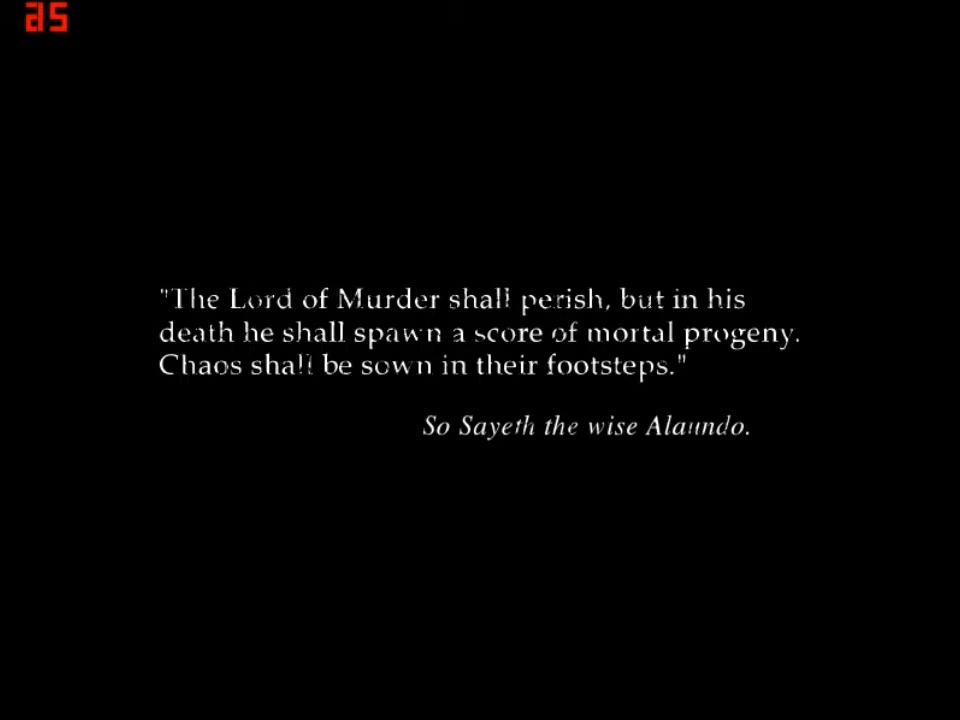 25
"The Lord of Murder shall perish, but in his
death he shall spawn a score of mortal progeny.
Chaos shall be sown in their footsteps."
So Sayeth the wise Alaundo.